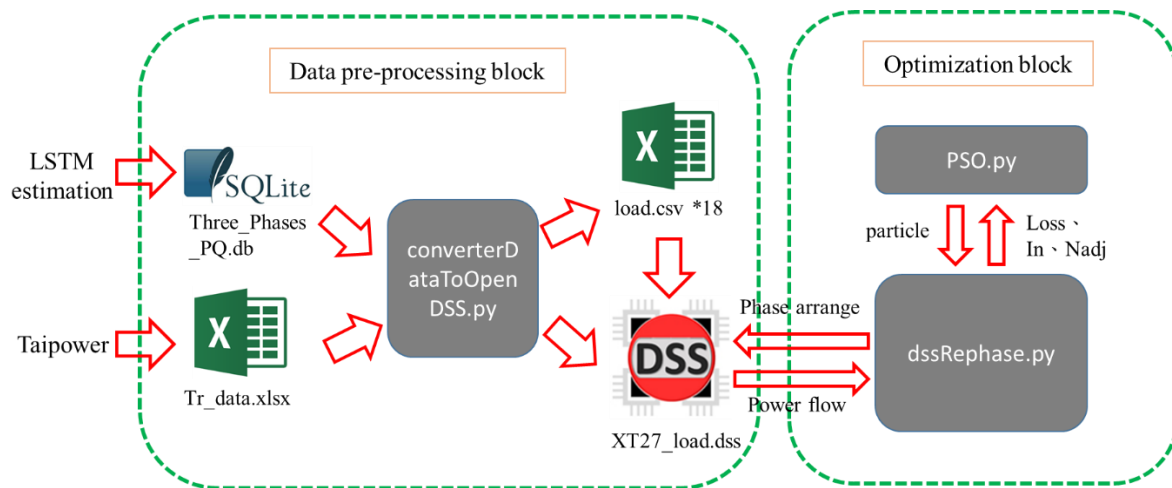 Data pre-processing block
Optimization block
LSTM
estimation
SQLite
Three_Phases
_PQ.db
X
load.csv *18
converterD
ataToOpen
DSS.py
PSO.py
particle
Loss、
In、Nadj
Taipower
X
Tr_data.xlsx
DSS
XT27_load.dss
Phase arrange
Power flow
dssRephase.py